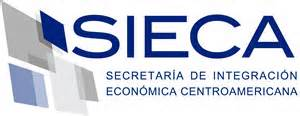 SIECA
SECRETARÍA DE INTEGRACIÓN
ECONÓMICA CENTROAMERICANA